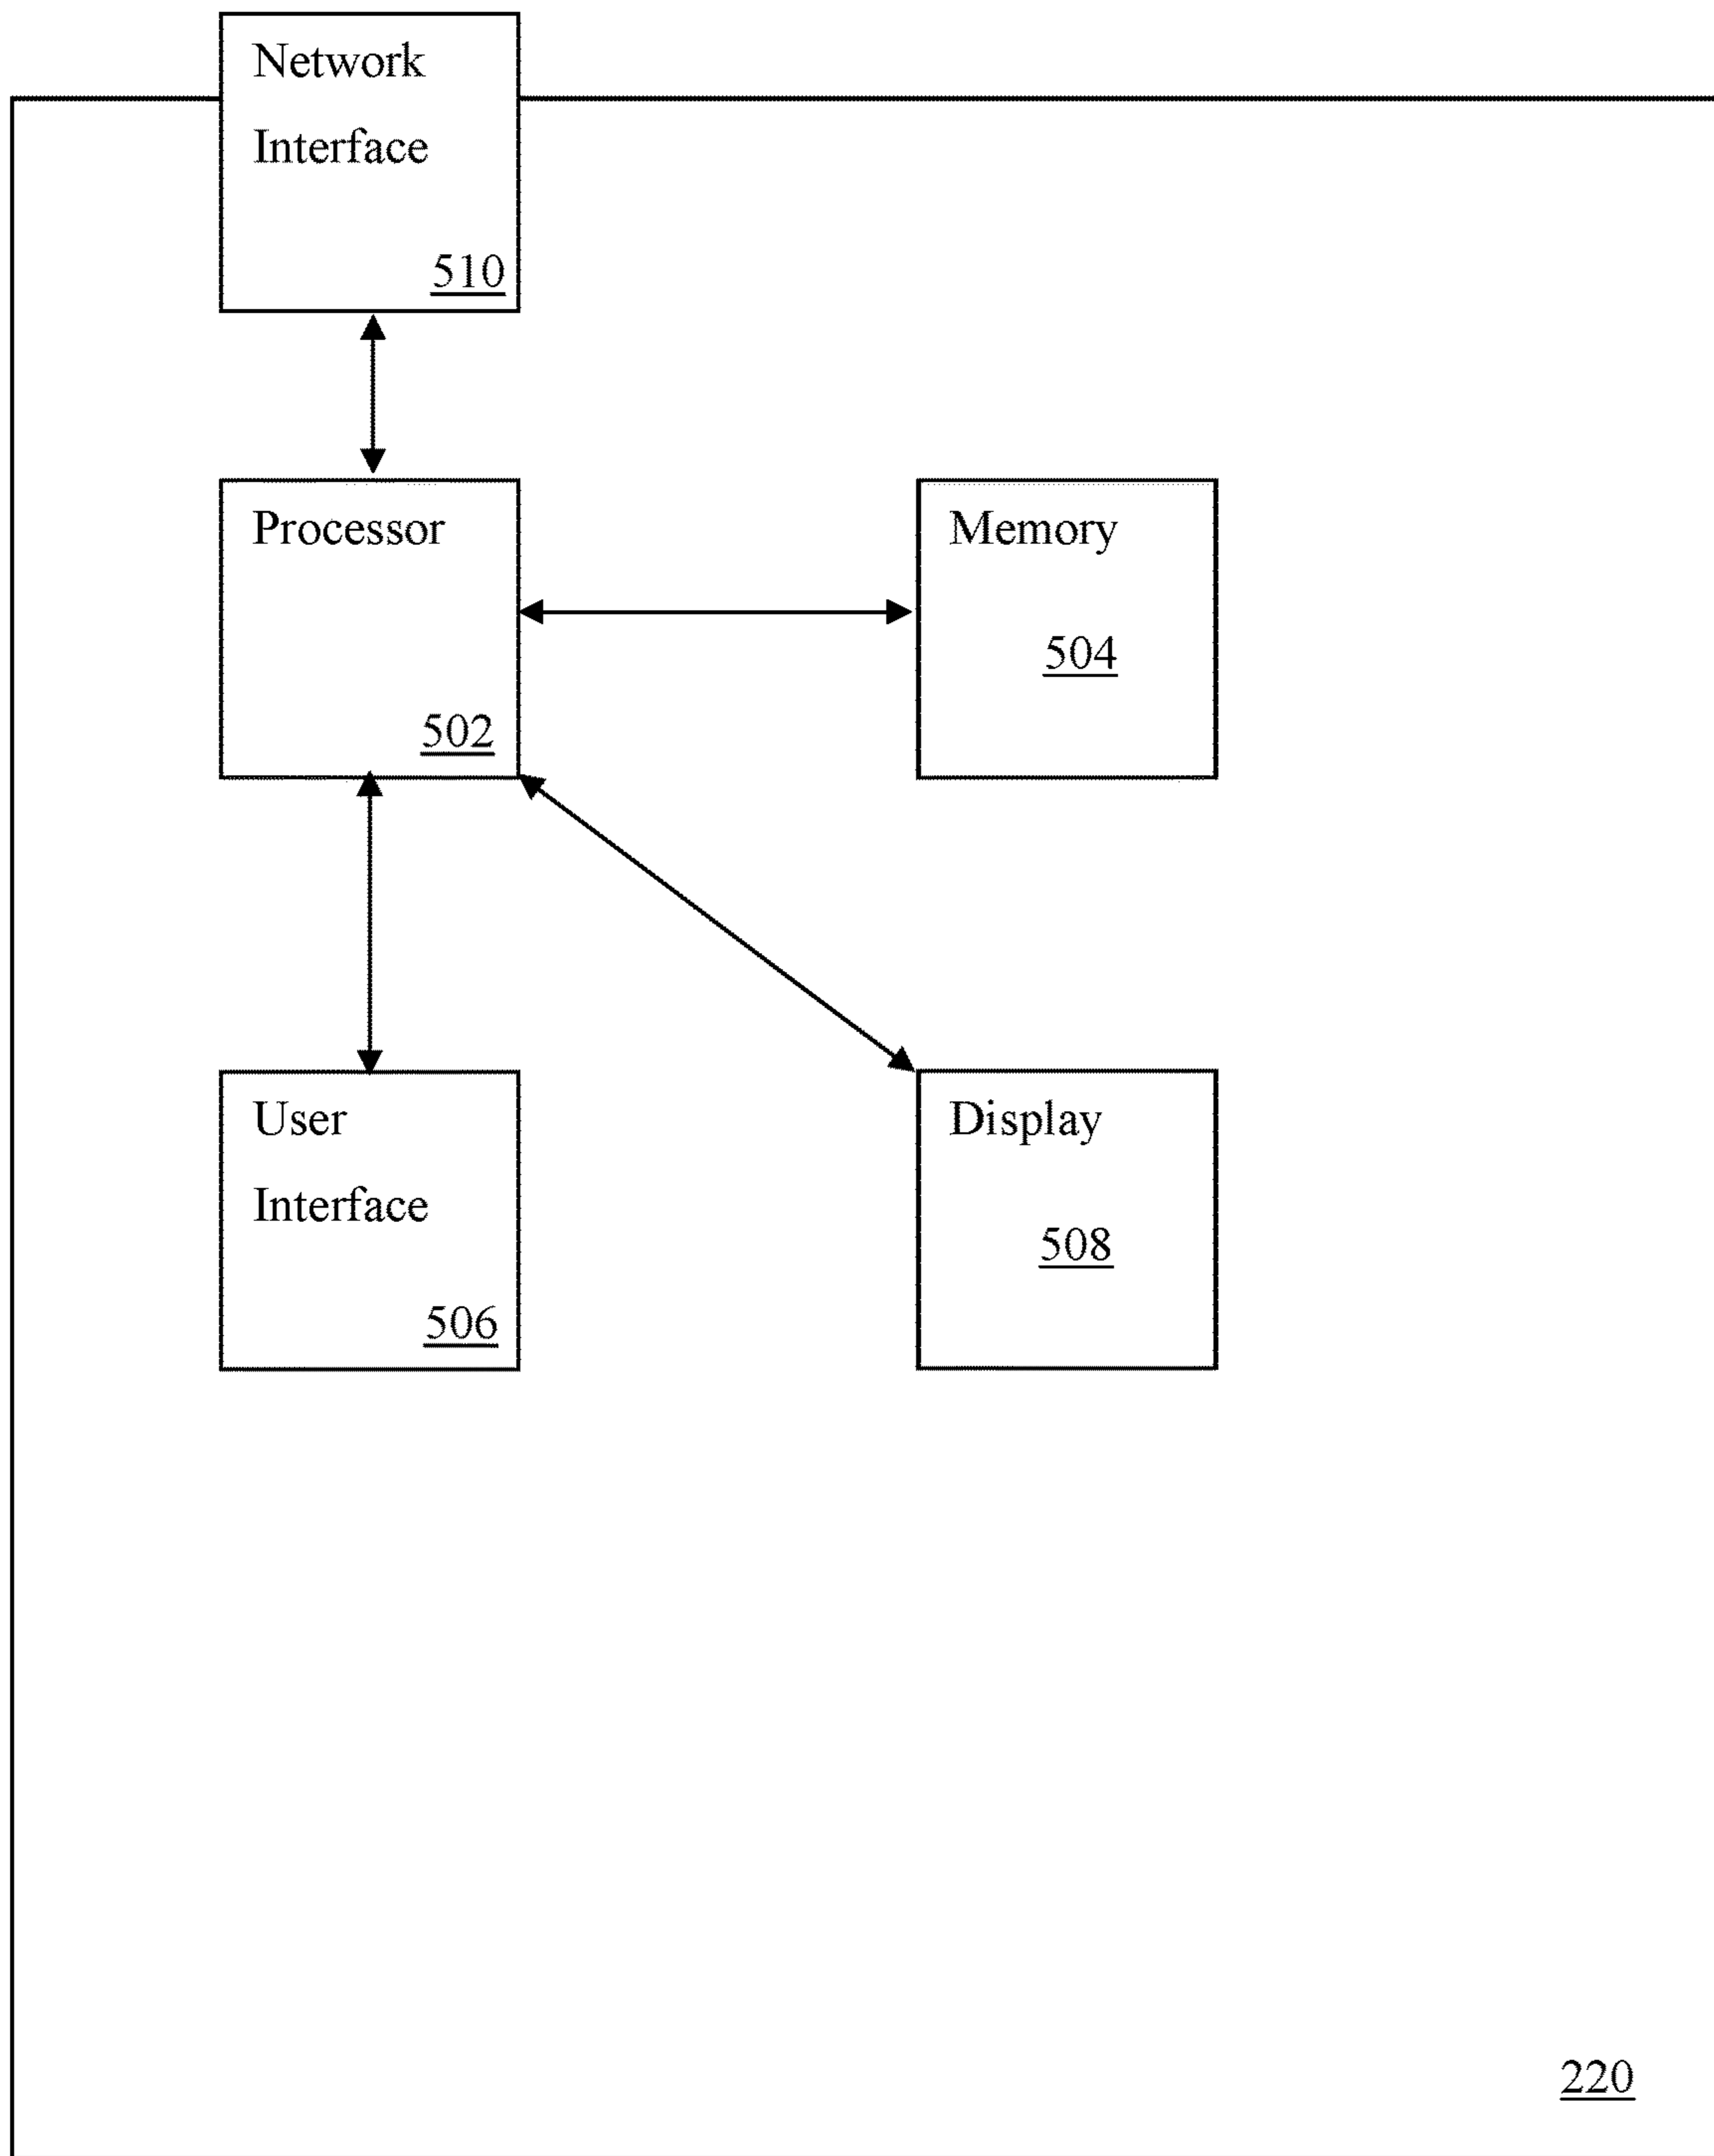 Network
Interface
510
Processor
502
Memory
504
User
Interface
506
Display
508
220